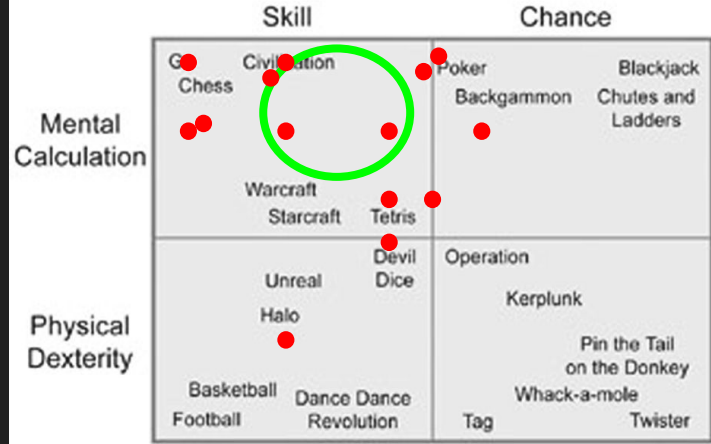 Skill
Chance
Mental
Calculation
Chess
Poker
Backgammon
Blackjack
Chutes and
Ladders
Warcraft
Starcraft
Tetris
Physical
Dexterity
Devil
Dice
Unreal
Halo
Basketball
Football
Dance Dance
Revolution
Operation
Kerplunk
Pin the Tail
on the Donkey
Whack-a-mole
Tag
Twister